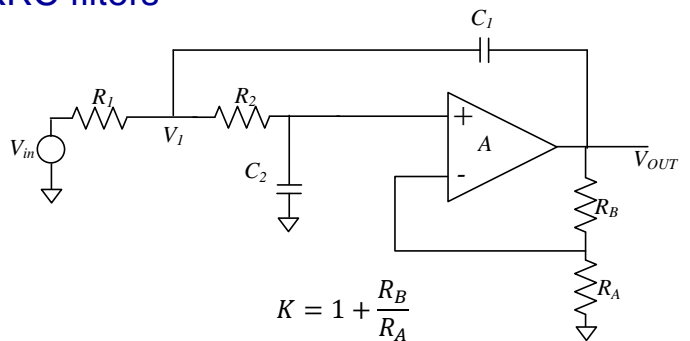 RC filters
C1
R1
R2
V1
Vin
C2
+
A
-
VOUT
RB
RA
K = 1 + RB/RA